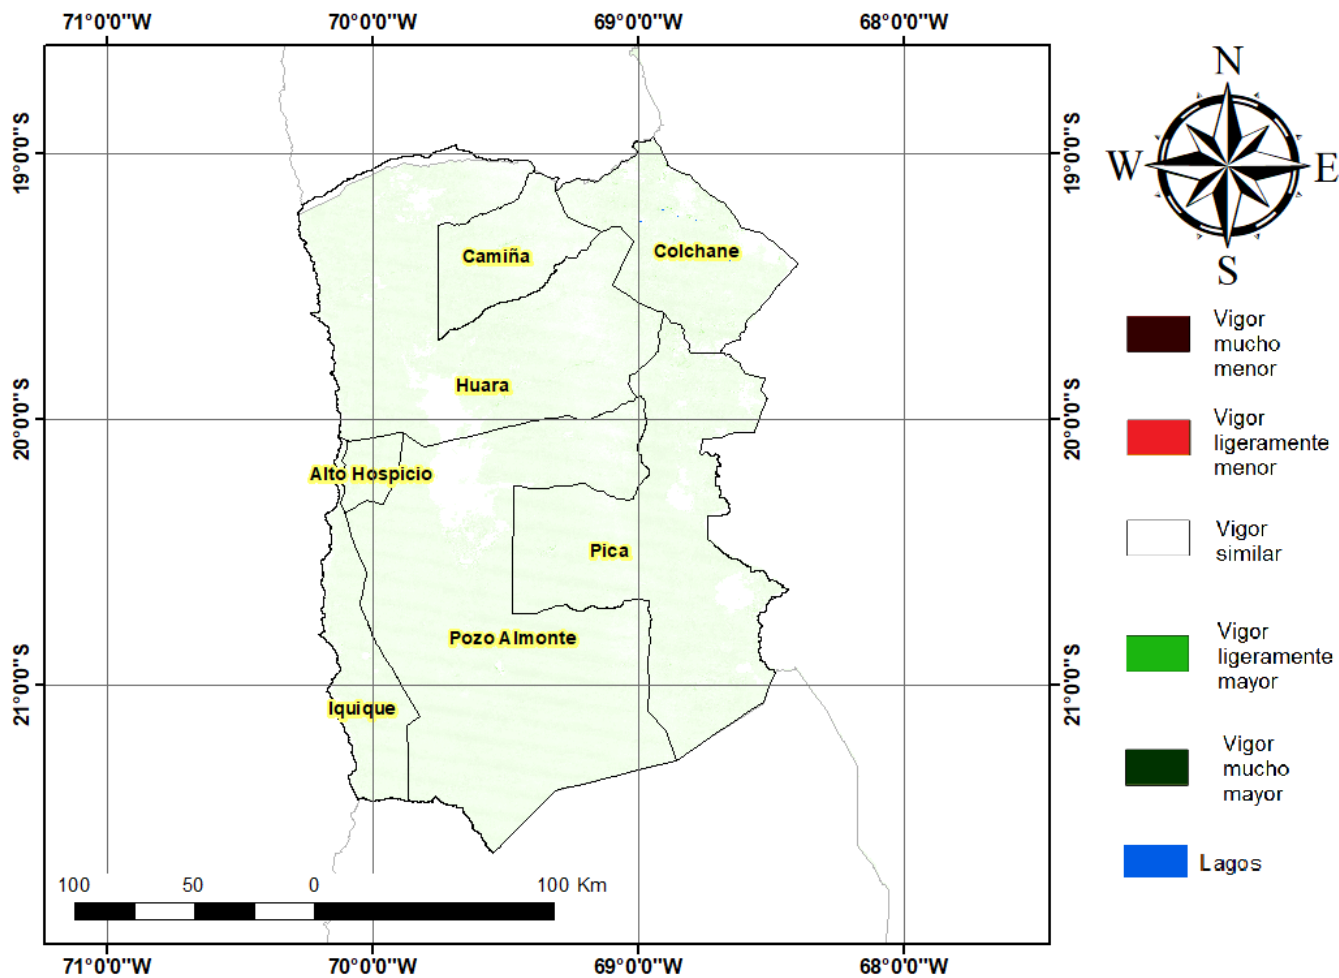 71°0'0"W 70°0'0"W 69°0'0"W 68°0'0"W
19°0'0"S
19°0'0"S
20°0'0"S
20°0'0"S
21°0'0"S
21°0'0"S
Camiña
Colchane
Huara
Alto Hospicio
Pica
Pozo Almonte
Iquique
100 50 0 100 Km
71°0'0"W 70°0'0"W 69°0'0"W 68°0'0"W
N
W E
S
Vigor
mucho
menor
Vigor
ligeramente
menor
Vigor
similar
Vigor
ligeramente
mayor
Vigor
mucho
mayor
Lagos